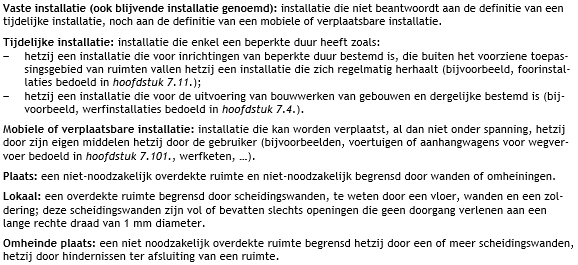 Vaste installatie (ook blijvende installatie genoemd): installatie die niet beantwoordt aan de definitie van een
tijdelijke installatie, noch aan de definitie van een mobiele of verplaatsbare installatie.
Tijdelijke installatie: installatie die enkel een beperkte duur heeft zoals:
− hetzij een installatie die voor inrichtingen van beperkte duur bestemd is, die buiten het voorziene toepas-
singsgebied van ruimten vallen hetzij een installatie die zich regelmatig herhaalt (bijvoorbeeld, foorinstal-
laties bedoeld in hoofdstuk 7.11.);
− hetzij een installatie die voor de uitvoering van bouwwerken van gebouwen en dergelijke bestemd is (bij-
voorbeeld, werfinstallaties bedoeld in hoofdstuk 7.4.).
Mobiele of verplaatsbare installatie: installatie die kan worden verplaatst, al dan niet onder spanning, hetzij
door zijn eigen middelen hetzij door de gebruiker (bijvoorbeelden, voertuigen of aanhangwagens voor wegver-
voer bedoeld in hoofdstuk 7.101., werfketen, …).
Plaats: een niet-noodzakelijk overdekte ruimte en niet-noodzakelijk begrensd door wanden of omheiningen.
Lokaal: een overdekte ruimte begrensd door scheidingswanden, te weten door een vloer, wanden en een zol-
dering; deze scheidingswanden zijn vol of bevatten slechts openingen die geen doorgang verlenen aan een
lange rechte draad van 1 mm diameter.
Omheinde plaats: een niet noodzakelijk overdekte ruimte begrensd hetzij door een of meer scheidingswanden,
hetzij door hindernissen ter afsluiting van een ruimte.